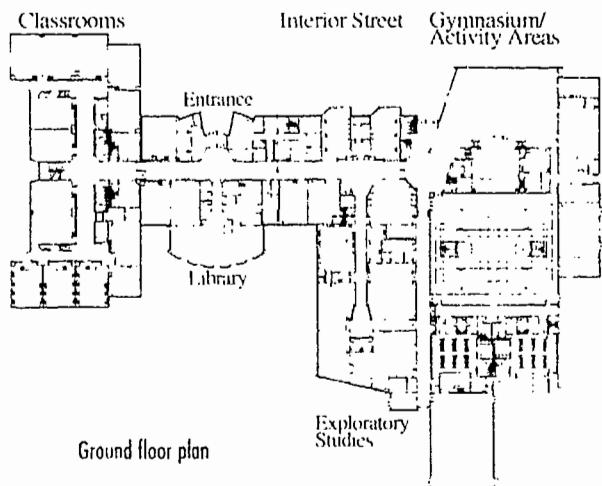 Classrooms
Interior Street
Gymnasium/
Activity Areas
Entrance
Library
Exploratory
Studies
Ground floor plan